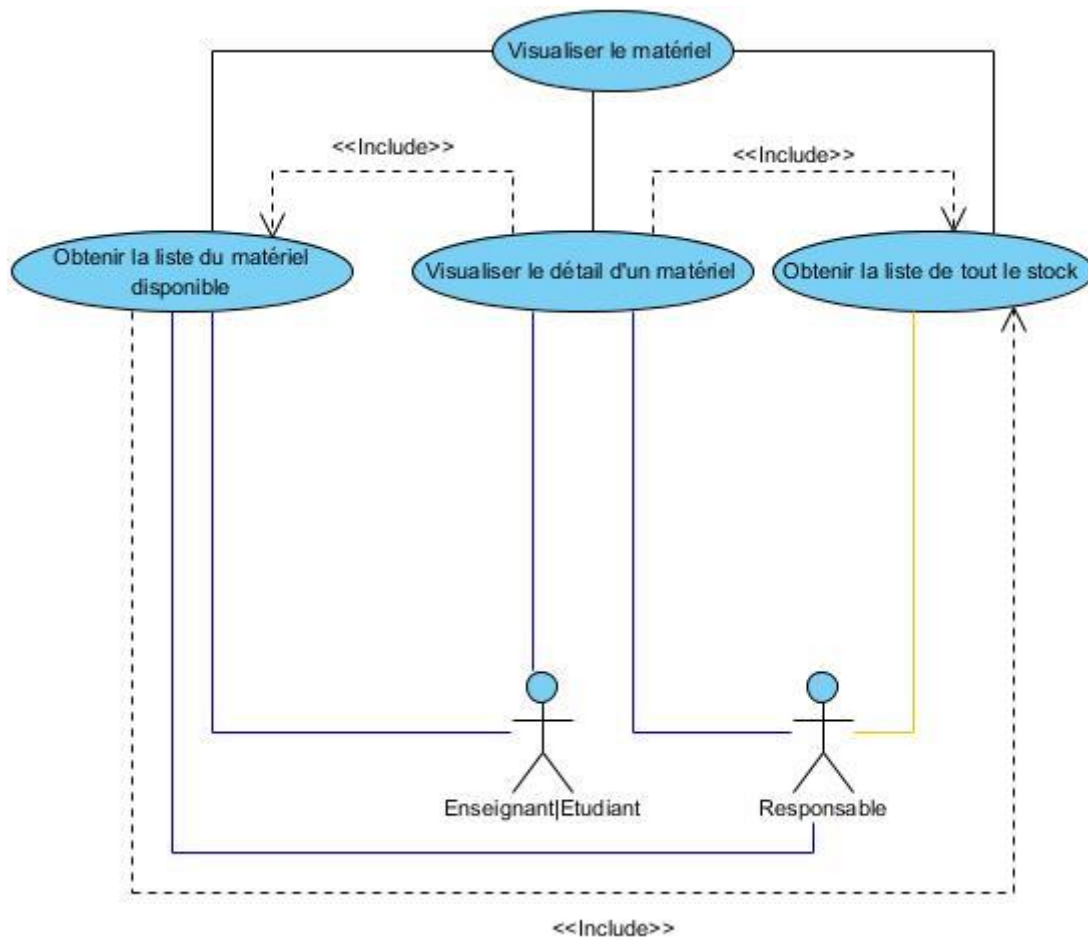 Visualiser le matériel
<<Include>>
<<Include>>
Obtenir la liste du matériel
disponible
Visualiser le détail d'un matériel
Obtenir la liste de tout le stock
Enseignant|Etudiant
Responsable
<<Include>>